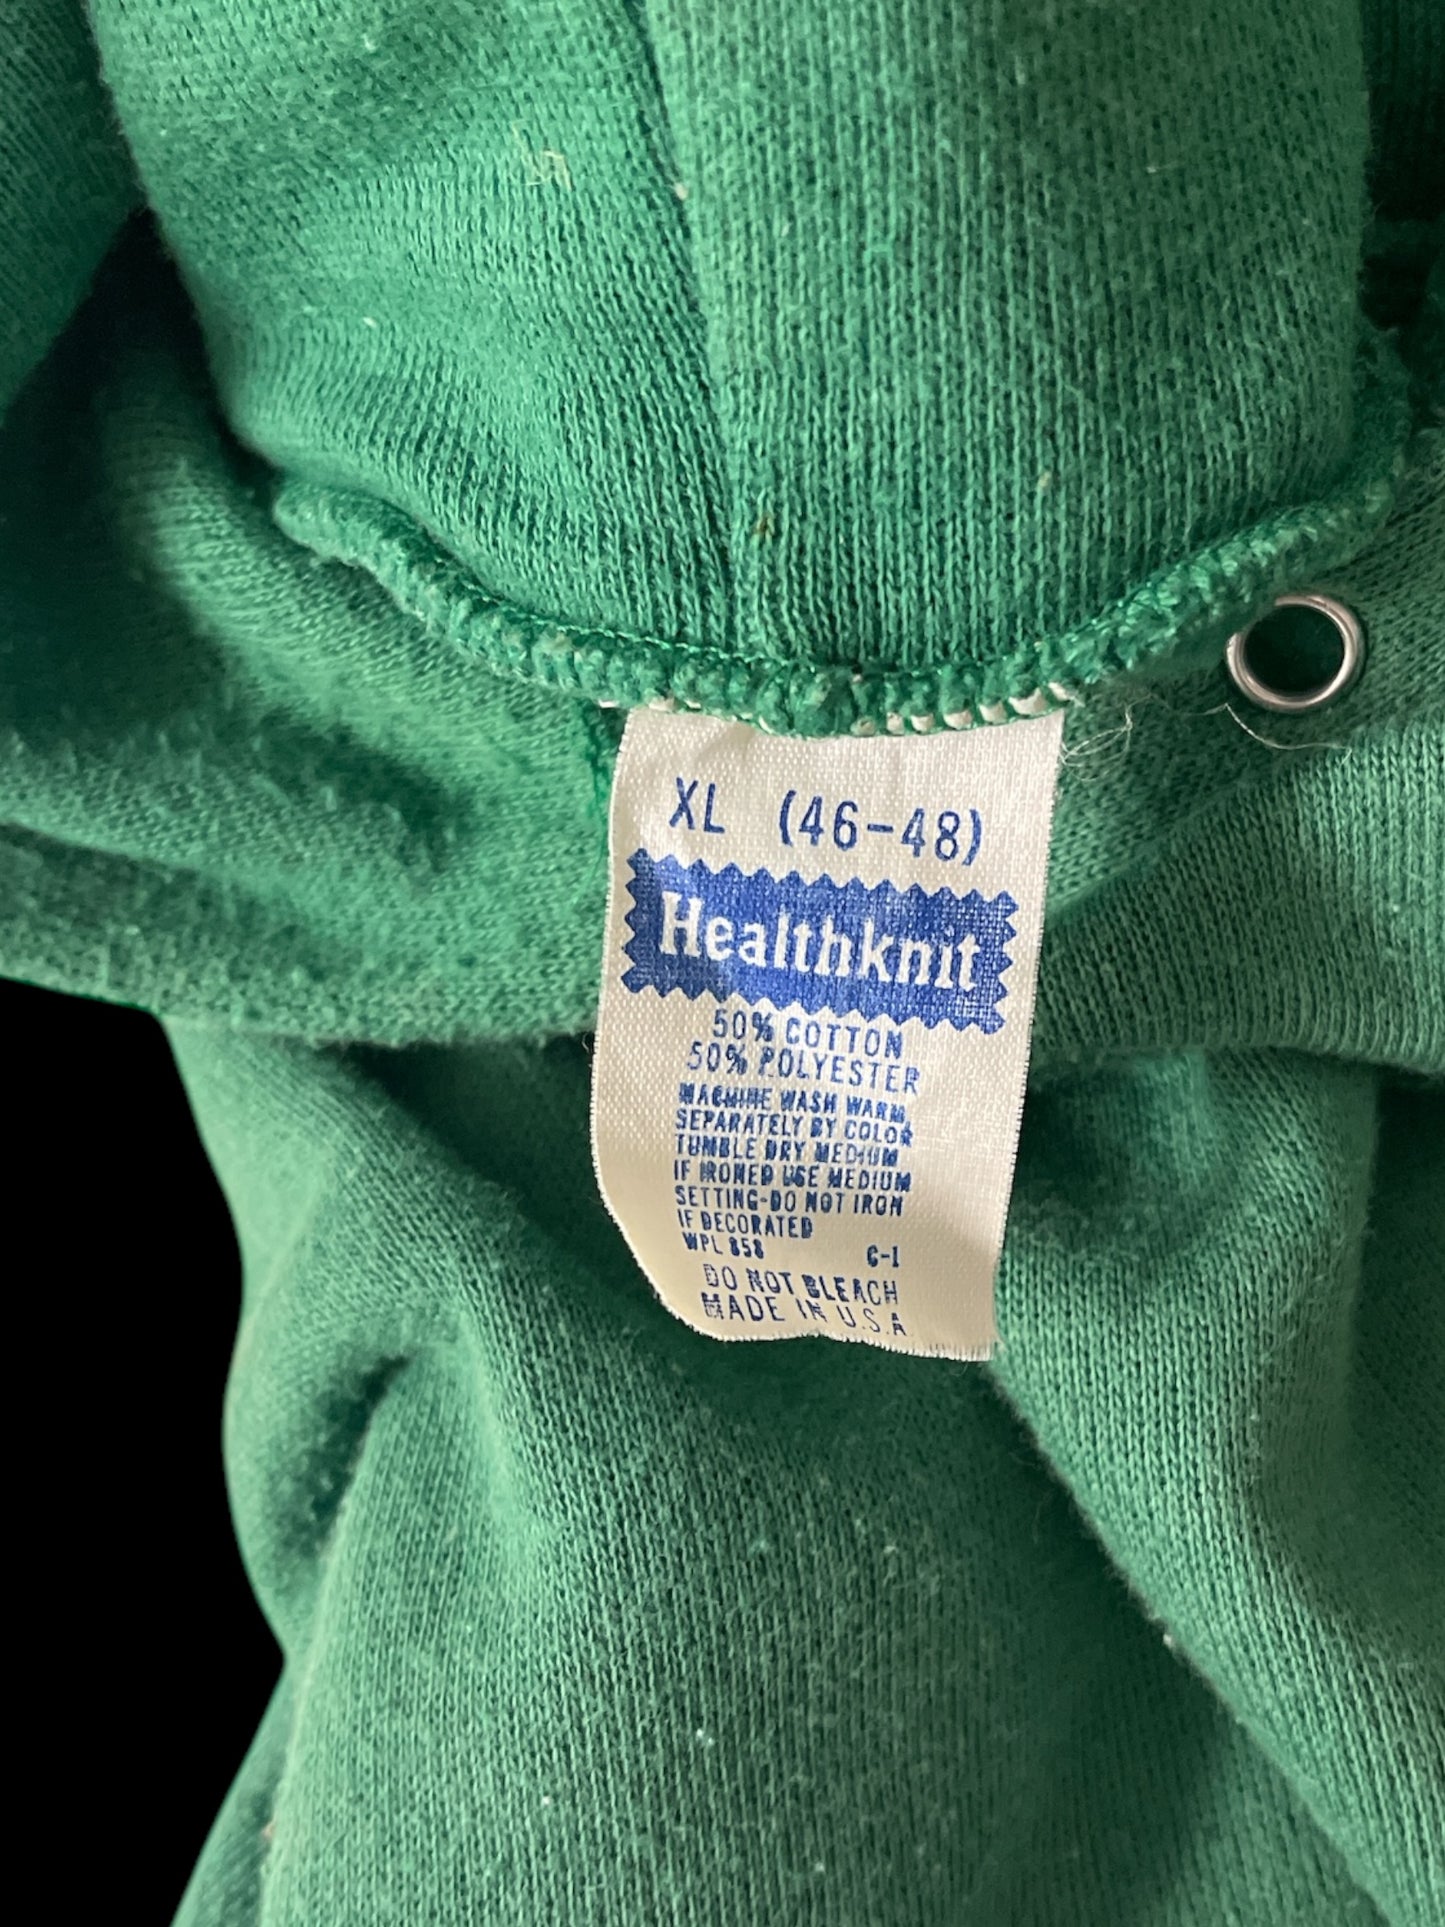 XL (46-48)
Healthknit
50% COTTON
50% POLYESTER
MACHINE WASH WARM,
SEPARATELY BY COLOR
TUMBLE DRY MEDIUM
IF IRONED USE MEDIUM
SETTING-DO NOT IRON
IF DECORATED
WPL 858 C-1
DO NOT BLEACH
MADE IN U.S.A